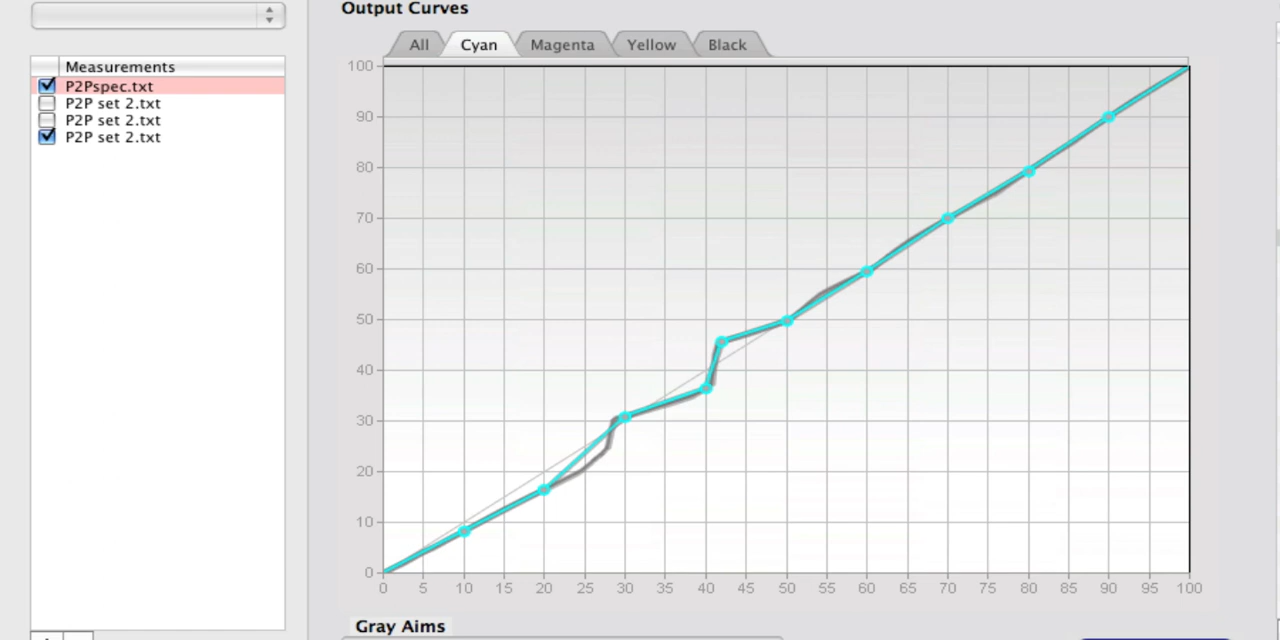 Output Curves
All Cyan Magenta Yellow Black
Measurements
P2Pspec.txt
P2P set 2.txt
P2P set 2.txt
P2P set 2.txt
100
90
80
70
60
50
40
30
20
10
0
0 5 10 15 20 25 30 35 40 45 50 55 60 65 70 75 80 85 90 95 100
Gray Aims